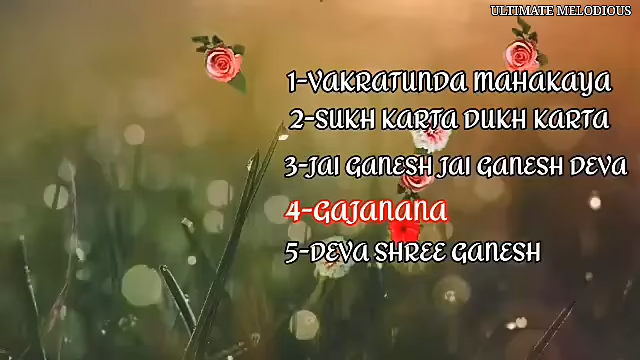 ULTIMATE MELODIOUS
1-VAKRATUNDA MAHAKAYA
2-SUKH KARTA DUKH KARTA
3-JAI GANESH JAI GANESH DEVA
4-GAJANANA
5-DEVA SHREE GANESH